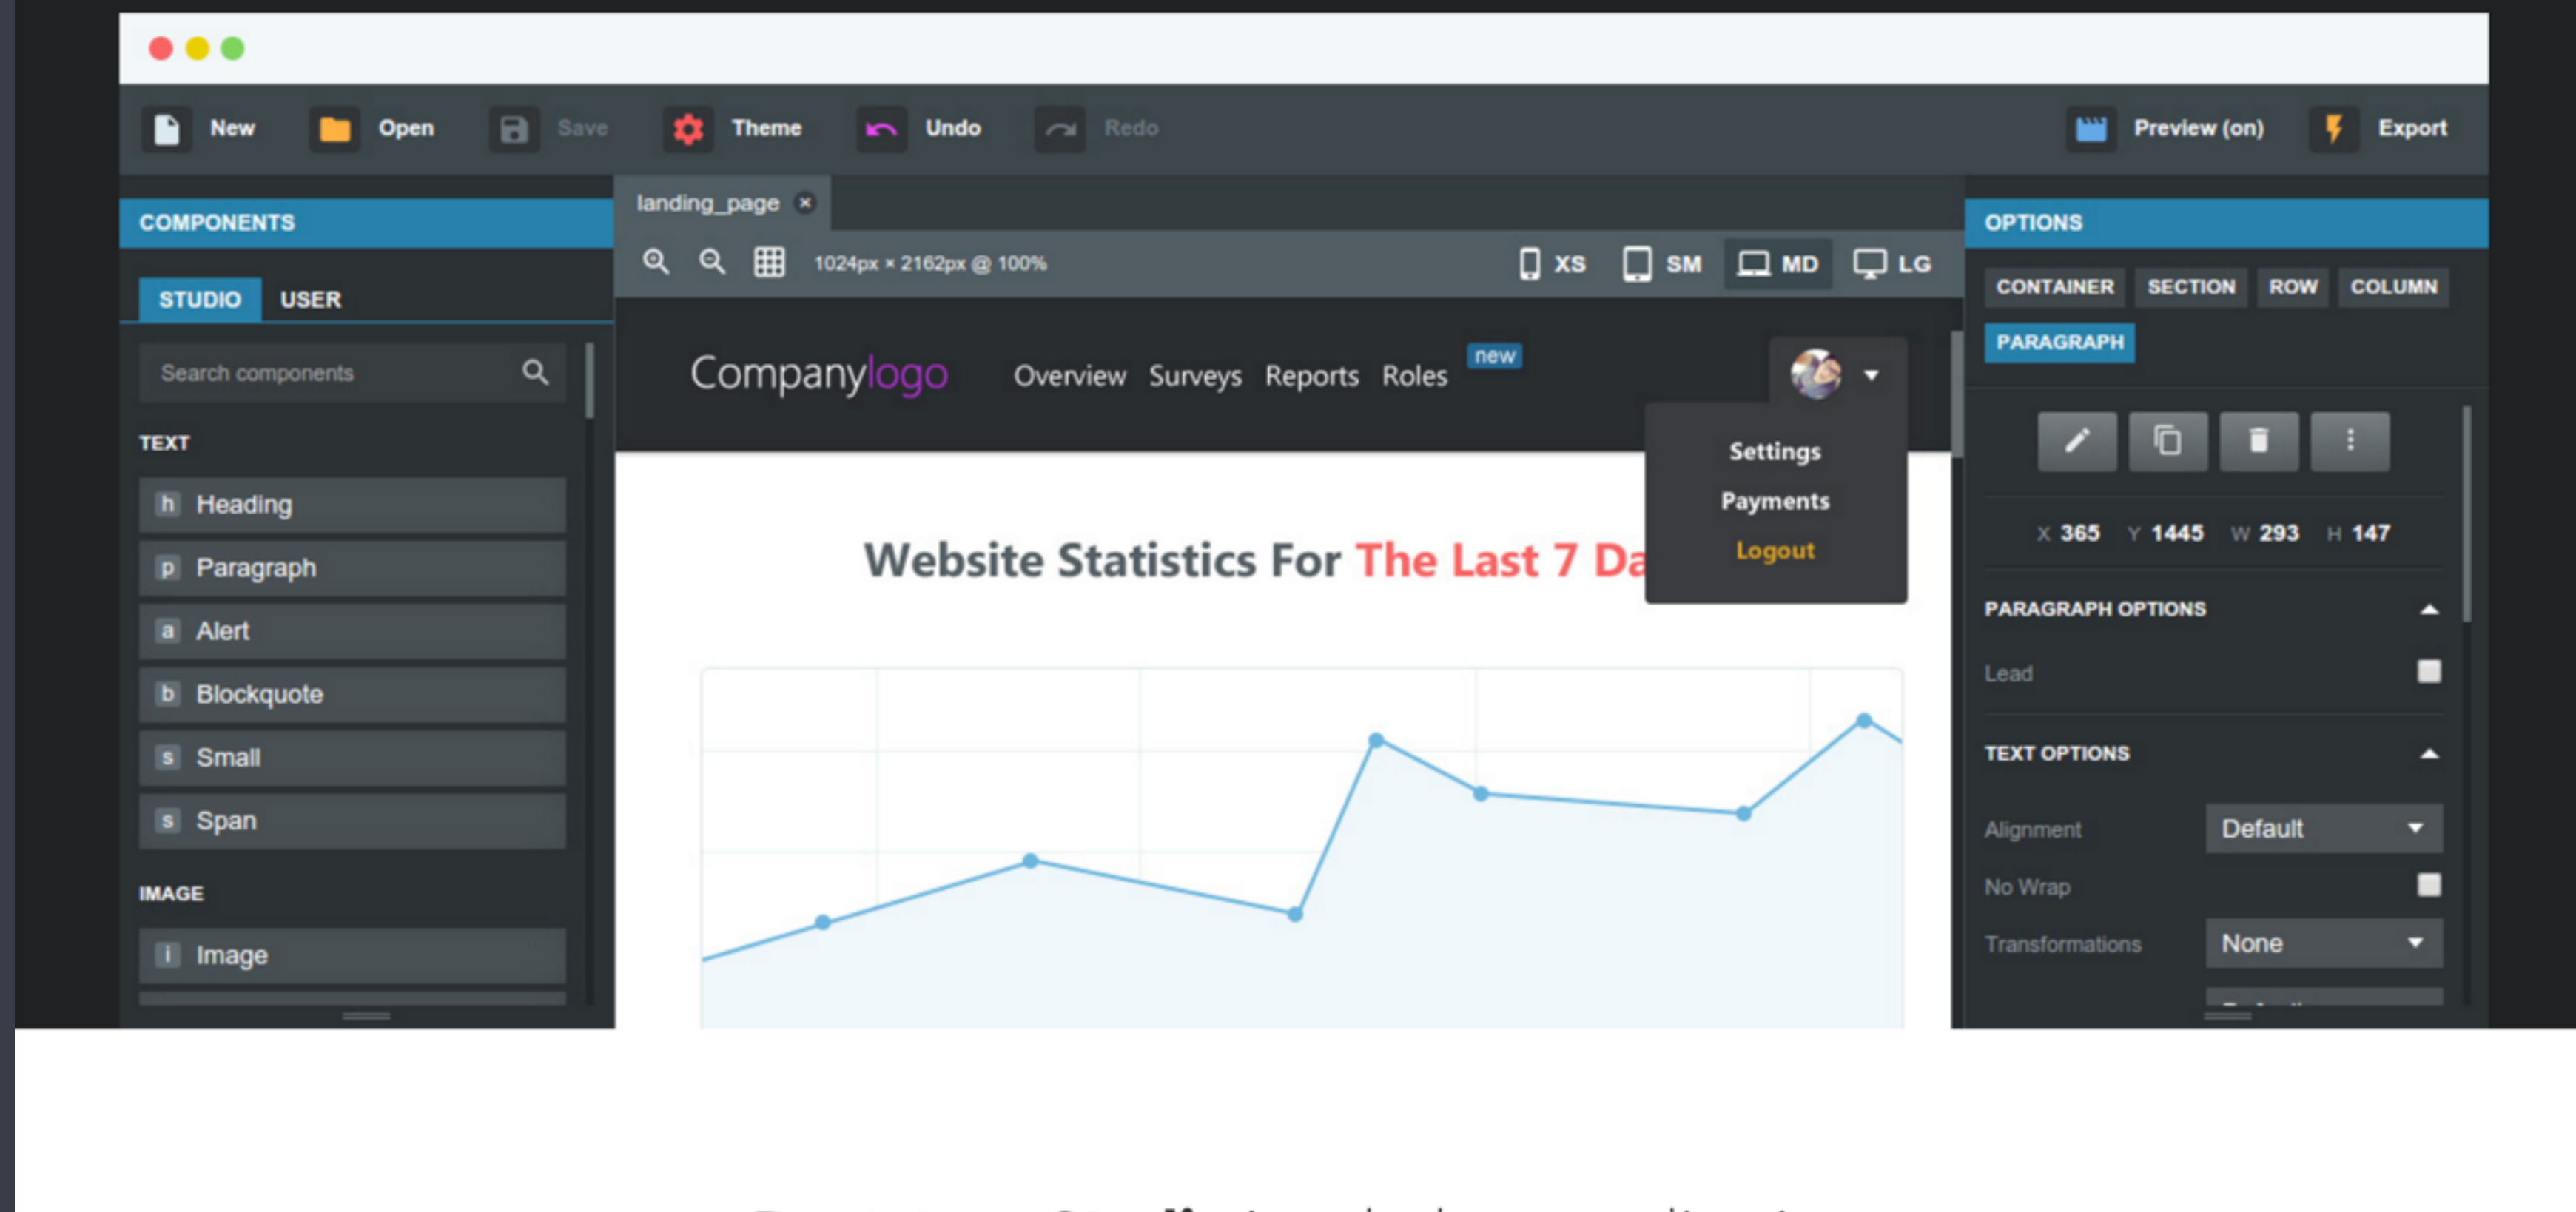 New Open Save Theme Undo Redo Preview (on) Export
COMPONENTS
STUDIO USER
Search components
TEXT
h Heading
p Paragraph
a Alert
b Blockquote
s Small
s Span
IMAGE
i Image
landing_page
1024px × 2162px @ 100% XS SM MD LG
Companylogo Overview Surveys Reports Roles new
Settings
Payments
Logout
Website Statistics For The Last 7 Da
OPTIONS
CONTAINER SECTION ROW COLUMN
PARAGRAPH
X 365 Y 1445 W 293 H 147
PARAGRAPH OPTIONS
Lead
TEXT OPTIONS
Alignment Default
No Wrap
Transformations None